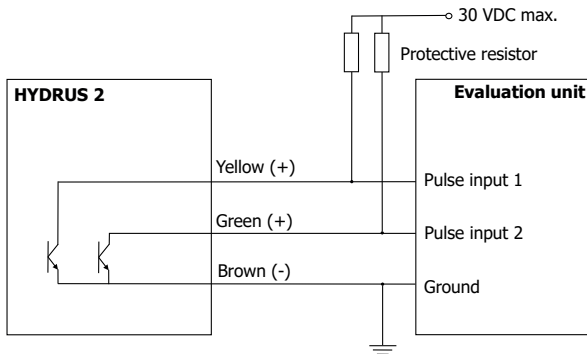 30 VDC max.
Protective resistor
HYDRUS 2
Evaluation unit
Yellow (+)
Pulse input 1
Green (+)
Pulse input 2
Brown (-)
Ground